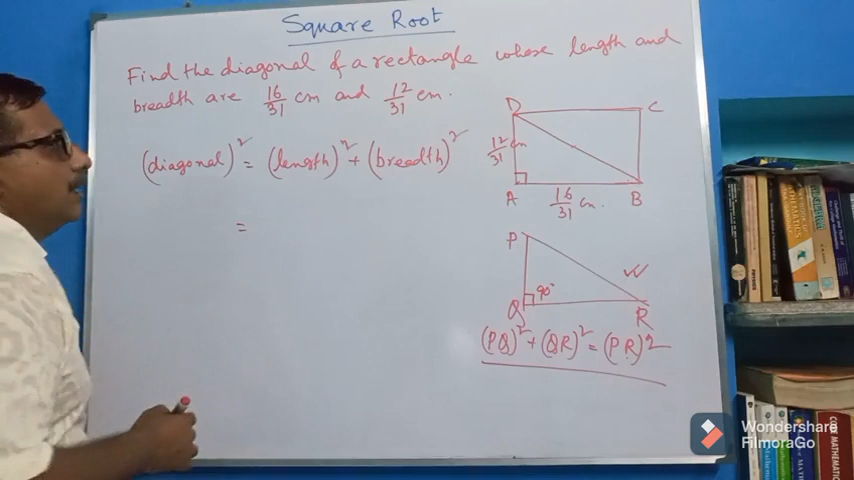 Square Root
Find the diagonal of a rectangle whose length and
breadth are 16/31 cm and 12/31 cm.
(diagonal)² = (length)² + (breadth)²
=
D
C
12/31 cm
A
16/31 cm.
B
P
90°
Q
R
(PQ)² + (QR)² = (PR)²
Wondershare
FilmoraGo